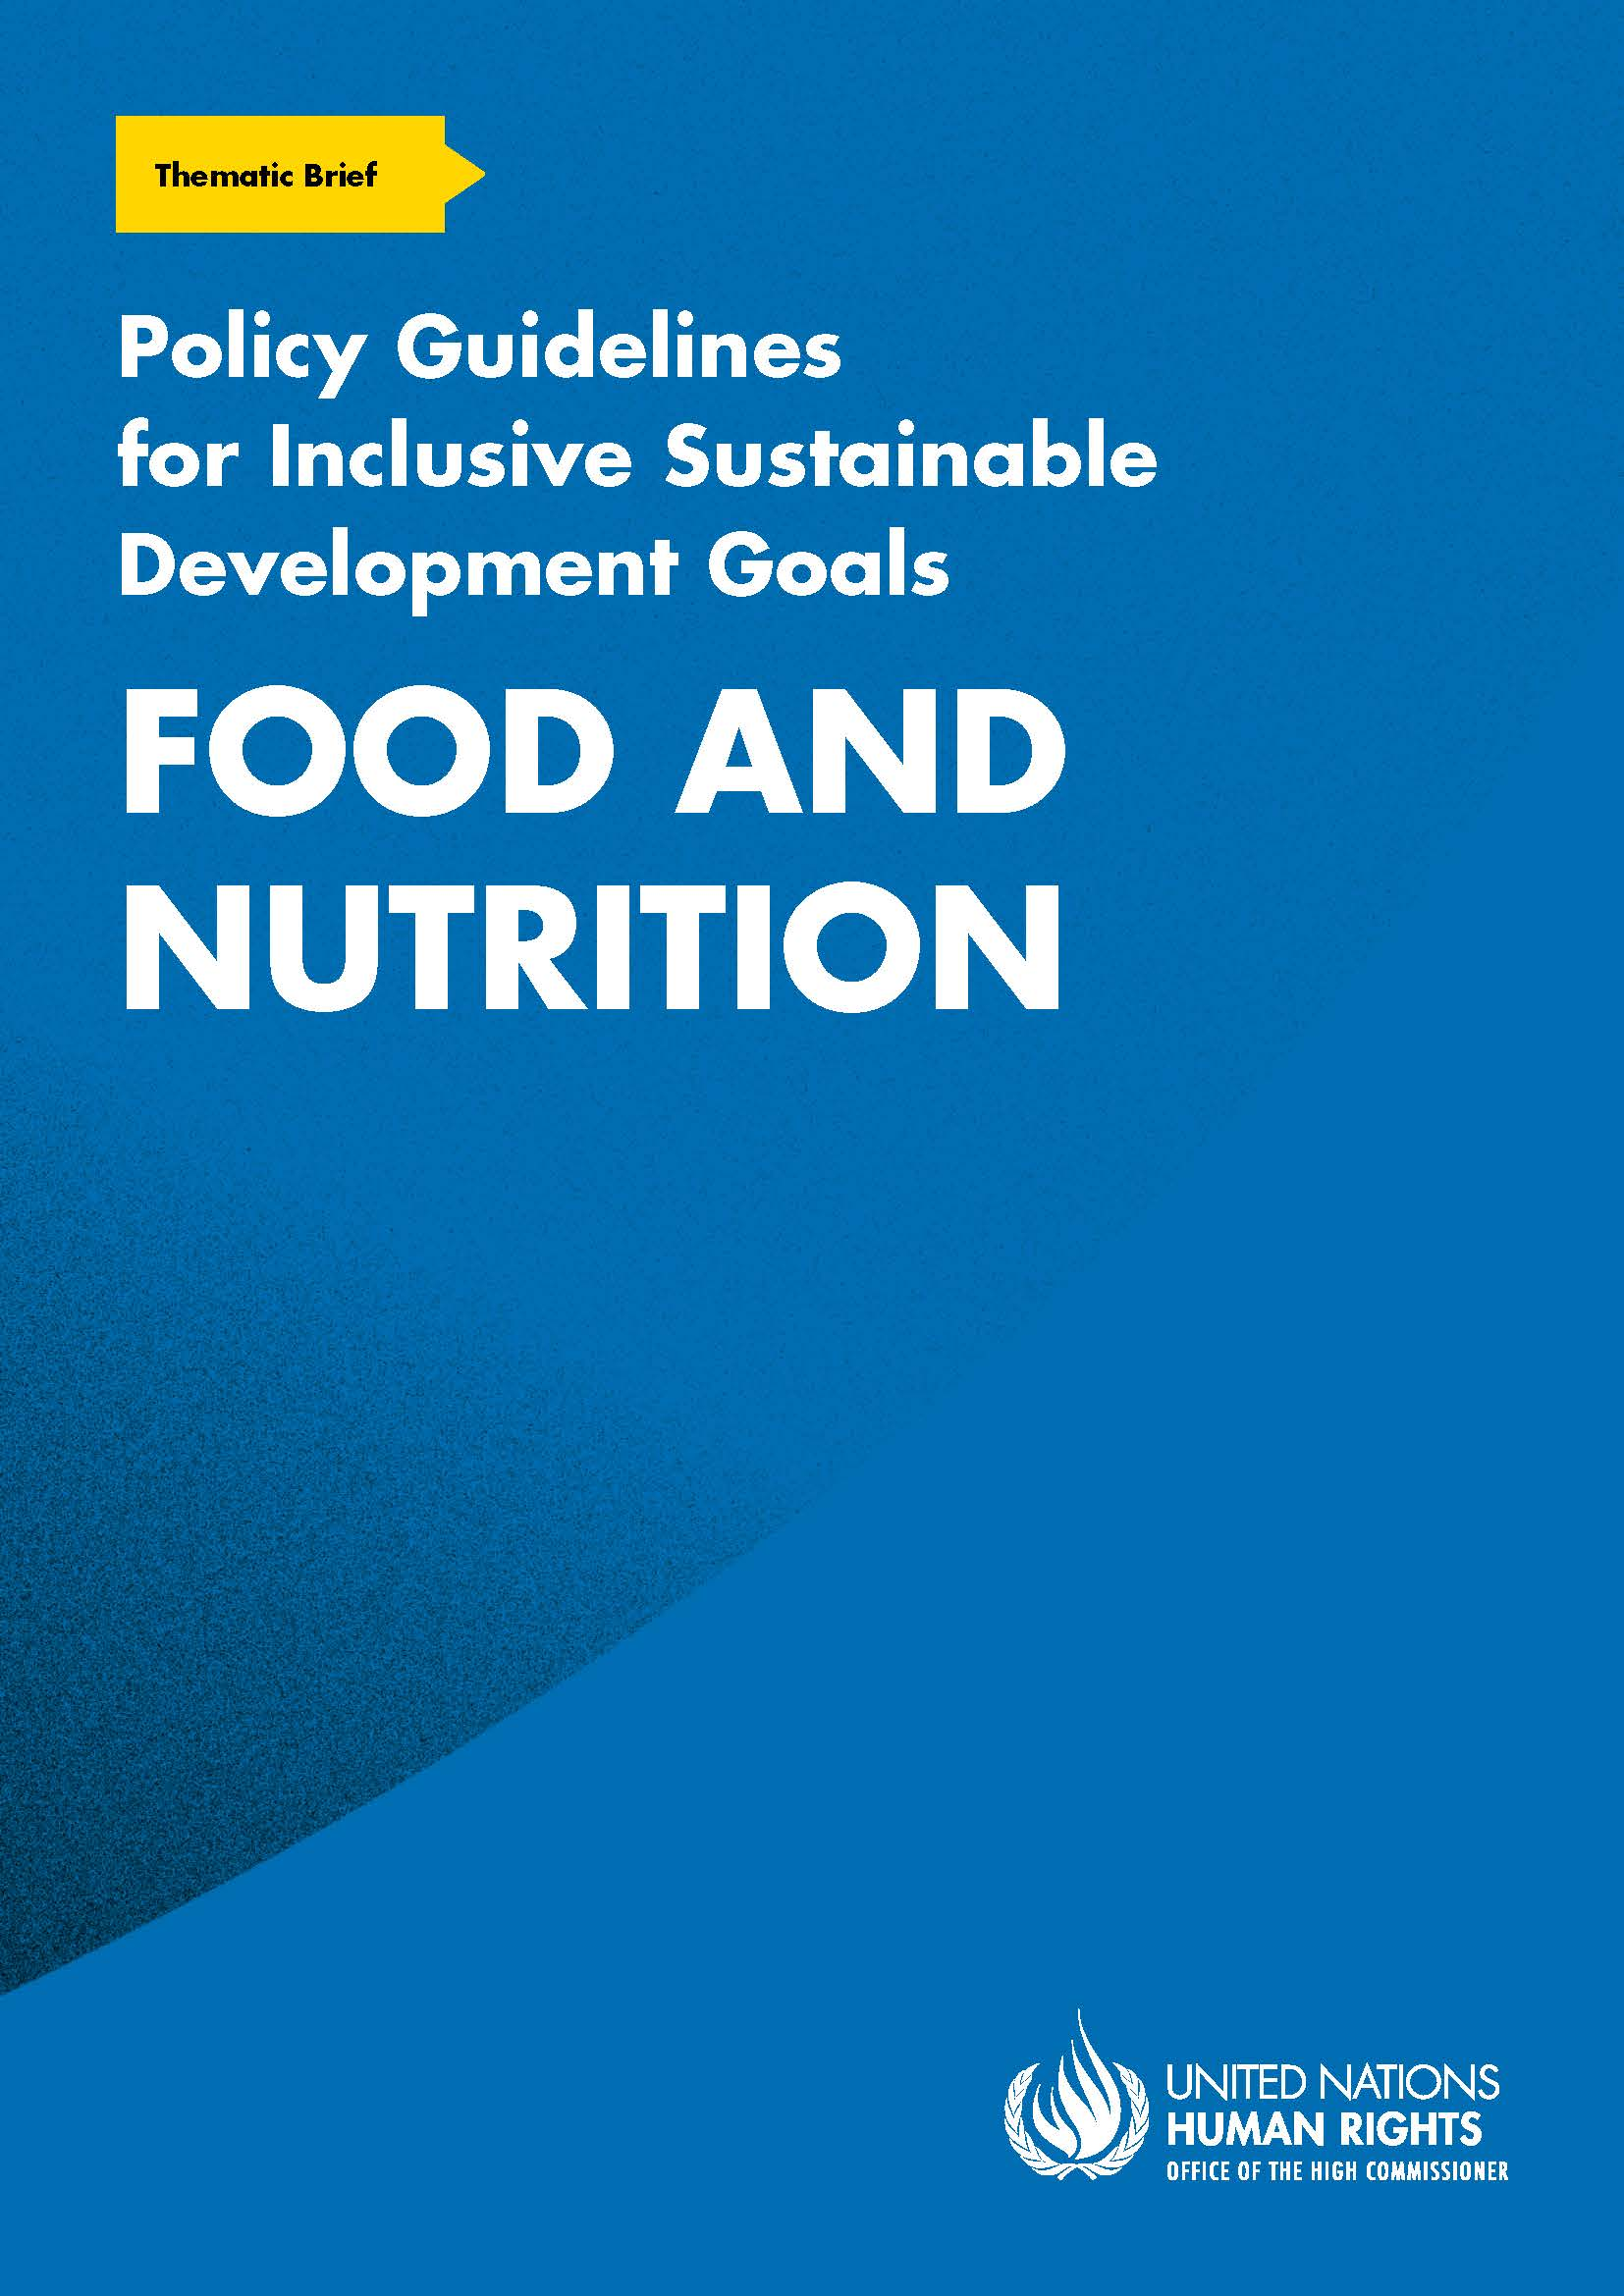 Thematic Brief
Policy Guidelines
for Inclusive Sustainable
Development Goals
FOOD AND
NUTRITION
UNITED NATIONS
HUMAN RIGHTS
OFFICE OF THE HIGH COMMISSIONER